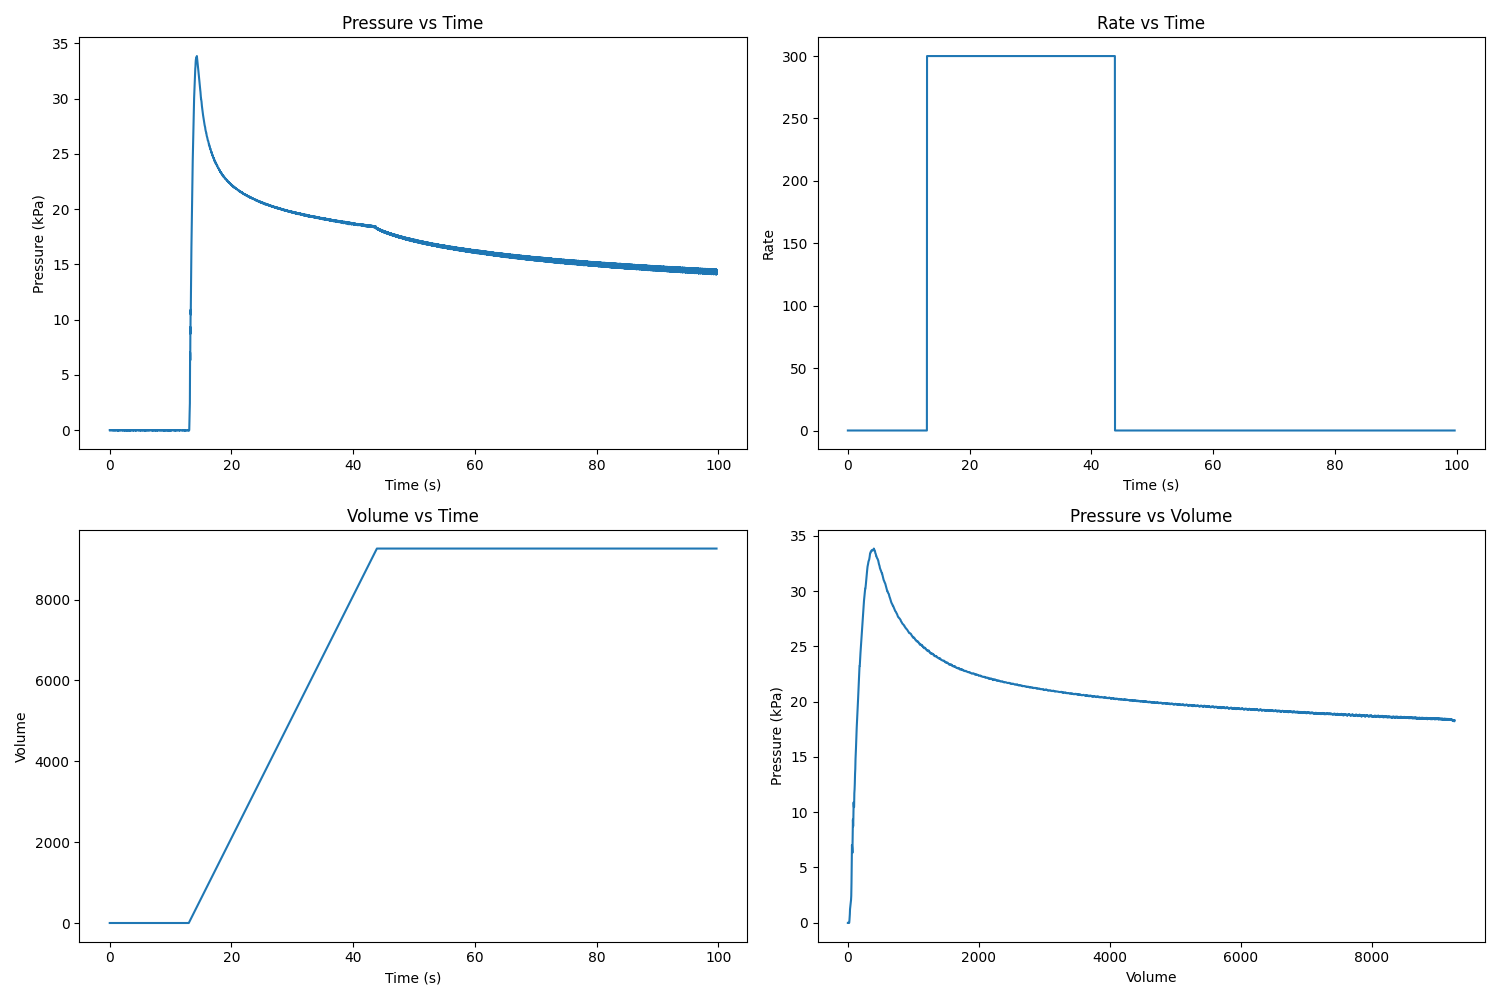 Pressure vs Time
Pressure (kPa)
35
30
25
20
15
10
5
0
0 20 40 60 80 100
Time (s)
Rate vs Time
Rate
300
250
200
150
100
50
0
0 20 40 60 80 100
Time (s)
Volume vs Time
Volume
8000
6000
4000
2000
0
0 20 40 60 80 100
Time (s)
Pressure vs Volume
Pressure (kPa)
35
30
25
20
15
10
5
0
0 2000 4000 6000 8000
Volume